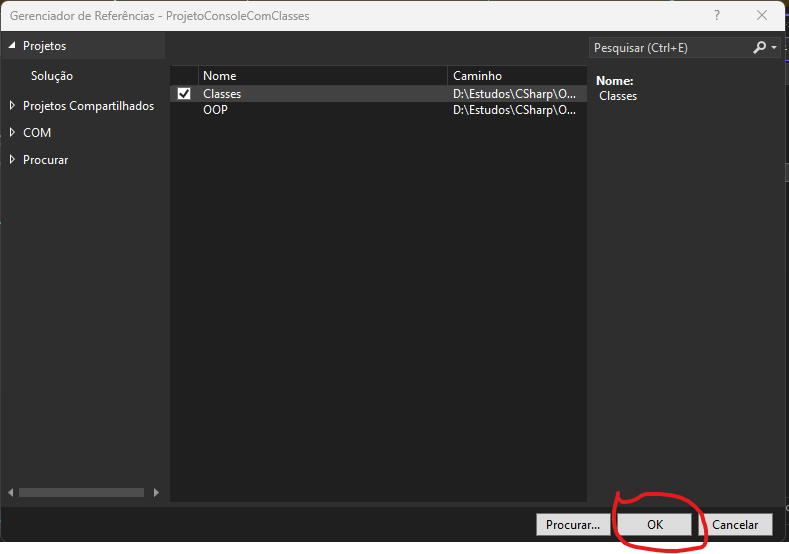 Gerenciador de Referências - ProjetoConsoleComClasses
?
Projetos
Solução
Projetos Compartilhados
COM
Procurar
Nome Caminho
Classes D:\Estudos\CSharp\O...
OOP D:\Estudos\CSharp\O...
Pesquisar (Ctrl+E)
Nome:
Classes
Procurar... OK Cancelar